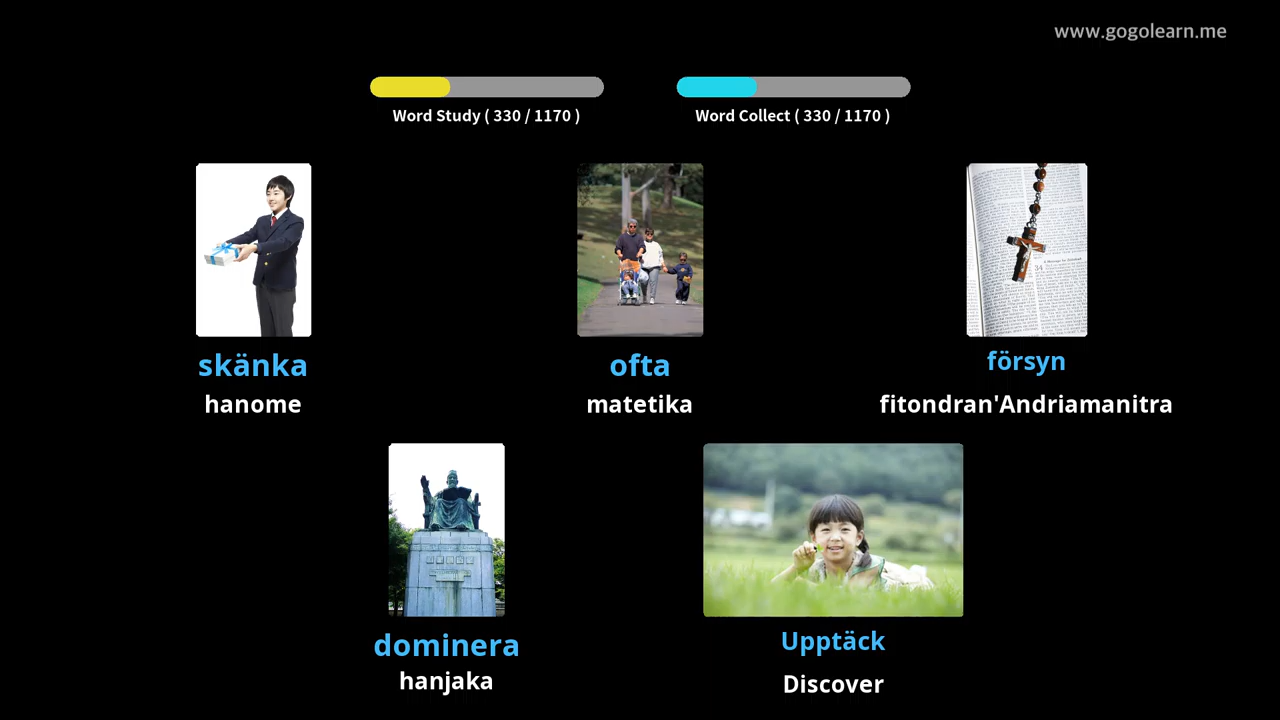 www.gogolearn.me
Word Study ( 330 / 1170 )
Word Collect ( 330 / 1170 )
skänka
hanome
ofta
matetika
försyn
fitondran'Andriamanitra
dominera
hanjaka
Upptäck
Discover